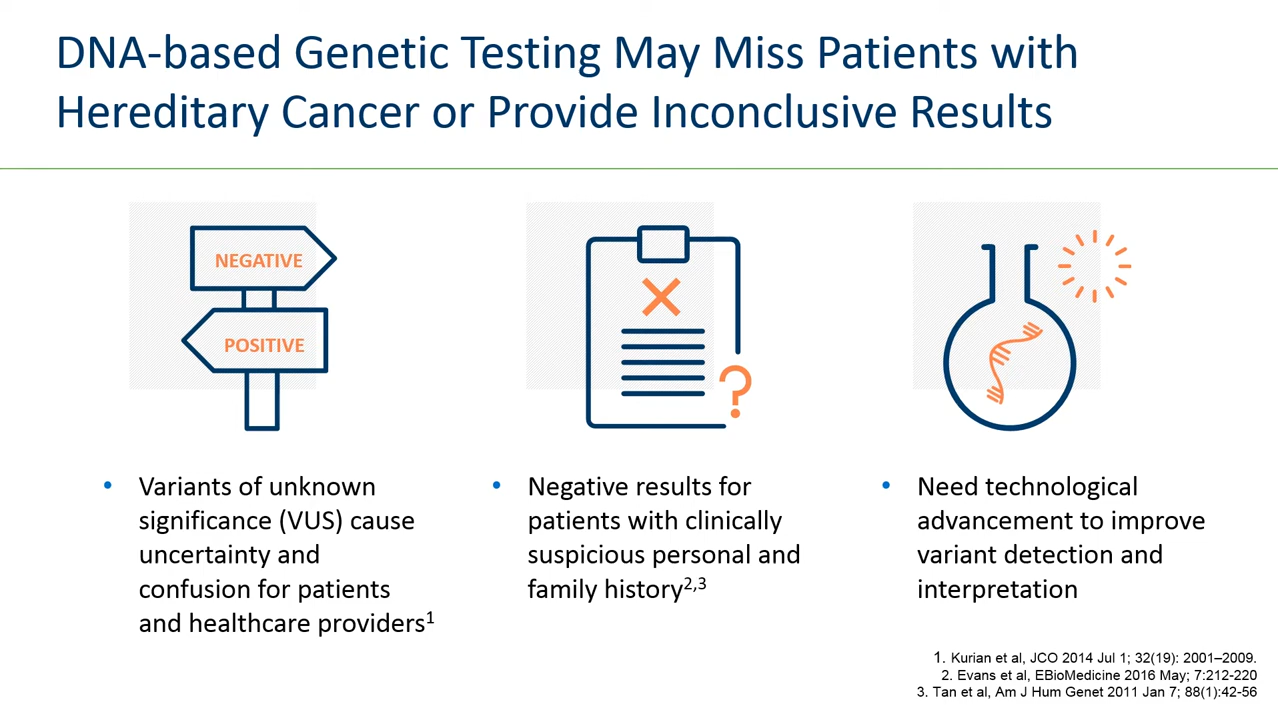 DNA-based Genetic Testing May Miss Patients with
Hereditary Cancer or Provide Inconclusive Results
NEGATIVE
POSITIVE
?
• Variants of unknown
significance (VUS) cause
uncertainty and
confusion for patients
and healthcare providers¹
• Negative results for
patients with clinically
suspicious personal and
family history²,³
• Need technological
advancement to improve
variant detection and
interpretation
1. Kurian et al, JCO 2014 Jul 1; 32(19): 2001–2009.
2. Evans et al, EBioMedicine 2016 May; 7:212-220
3. Tan et al, Am J Hum Genet 2011 Jan 7; 88(1):42-56